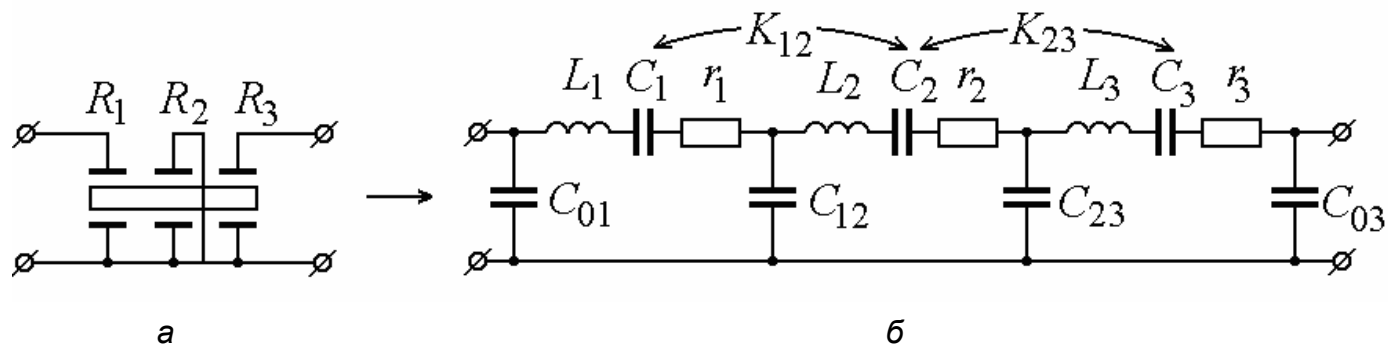 K12 K23
R1 R2 R3 L1 C1 r1 L2 C2 r2 L3 C3 r3
C01 C12 C23 C03
а б